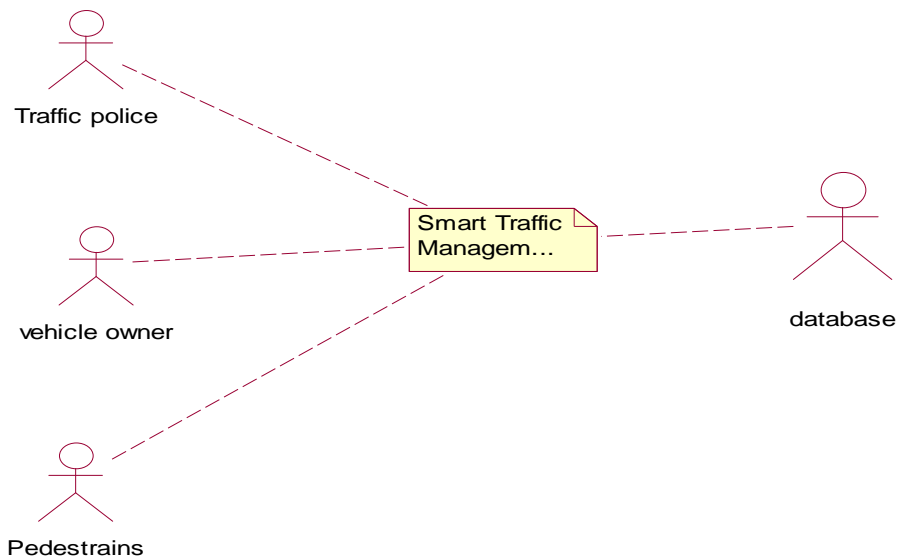 Traffic police
Smart Traffic
Managem...
vehicle owner
database
Pedestrains